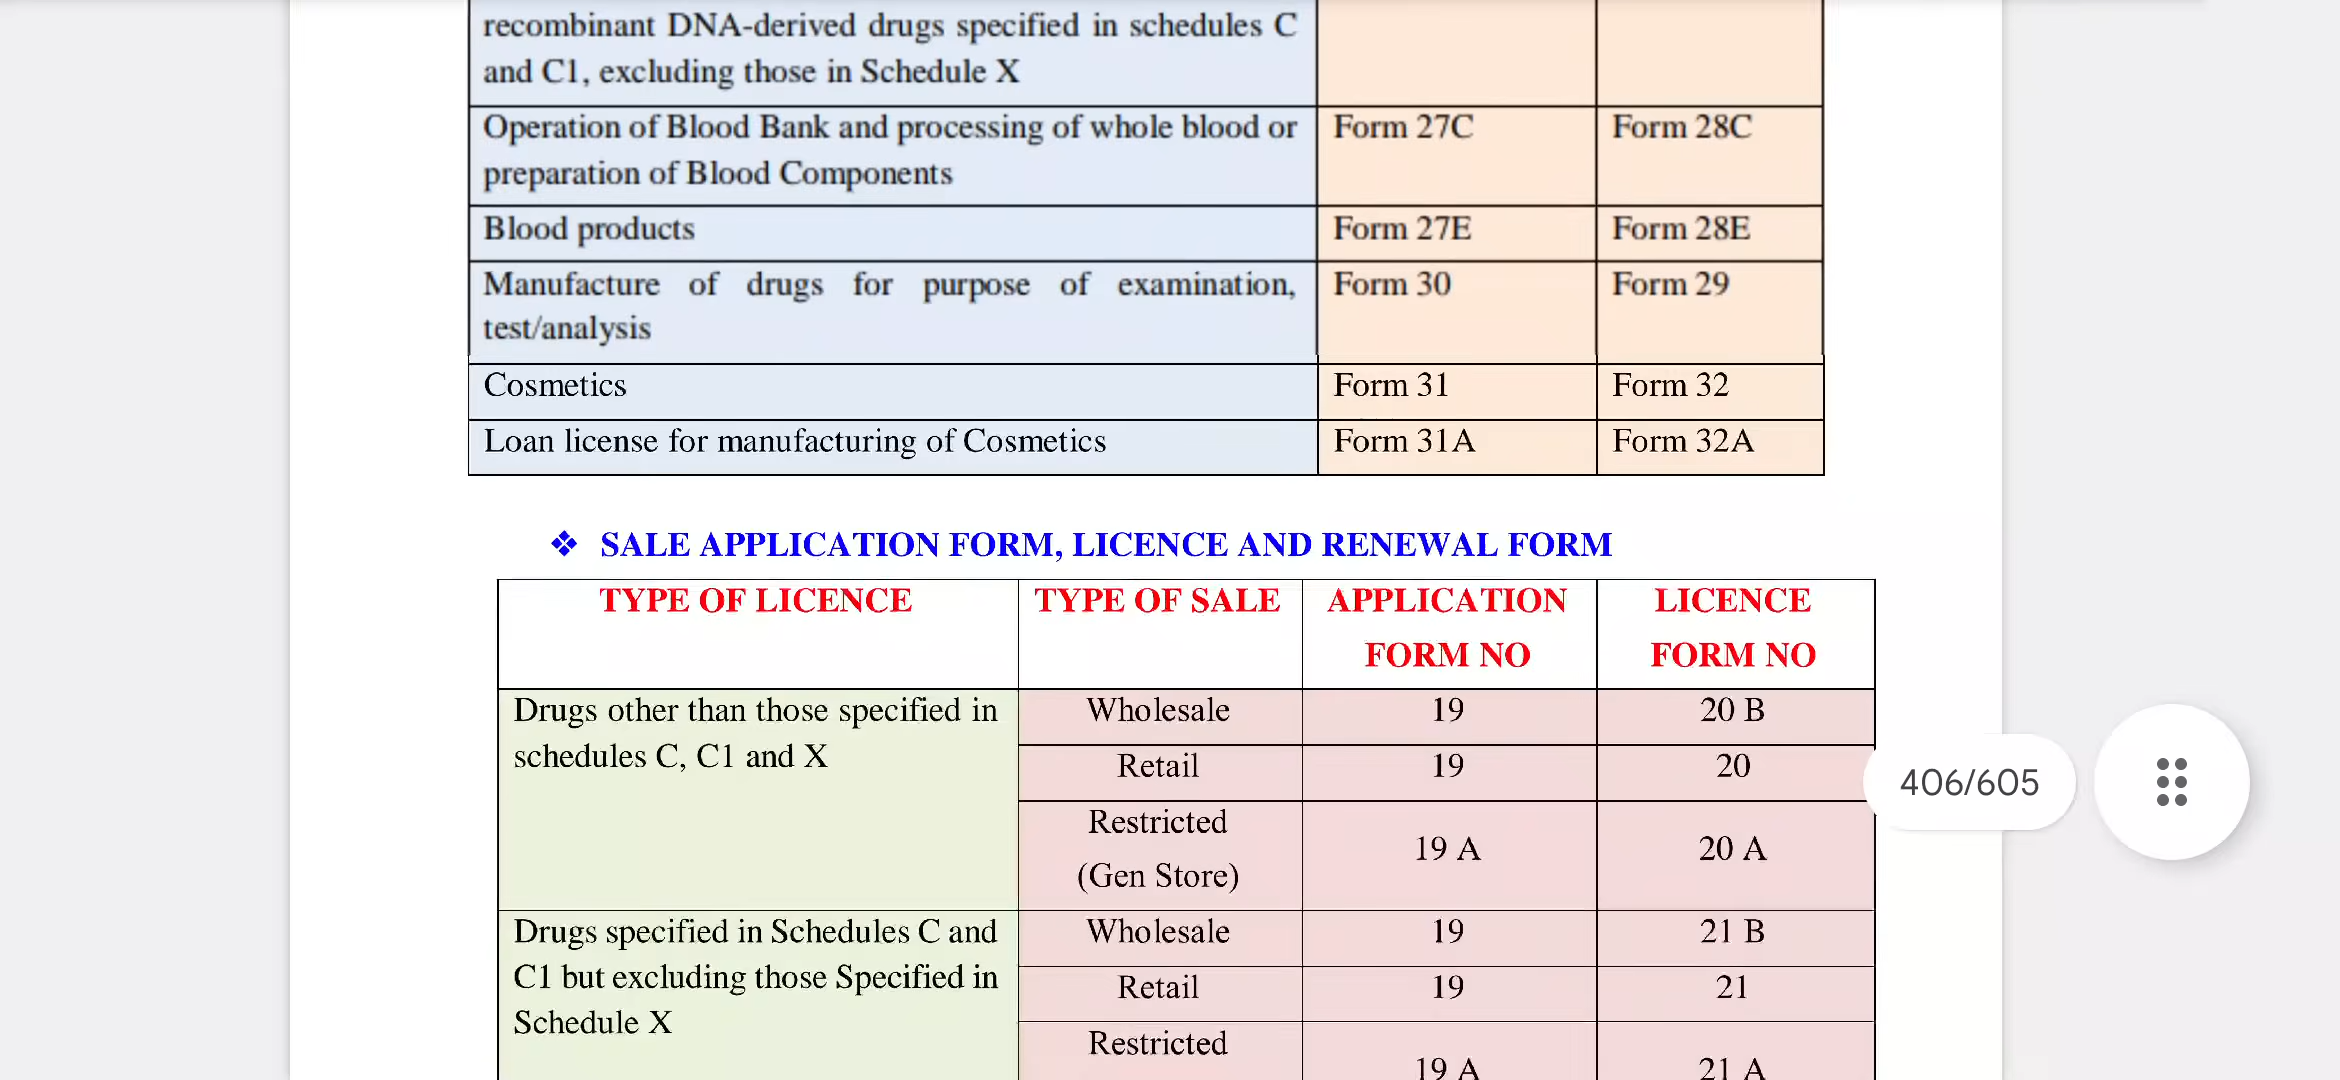 recombinant DNA-derived drugs specified in schedules C
and C1, excluding those in Schedule X
Operation of Blood Bank and processing of whole blood or Form 27C Form 28C
preparation of Blood Components
Blood products Form 27E Form 28E
Manufacture of drugs for purpose of examination, Form 30 Form 29
test/analysis
Cosmetics Form 31 Form 32
Loan license for manufacturing of Cosmetics Form 31A Form 32A
❖ SALE APPLICATION FORM, LICENCE AND RENEWAL FORM
TYPE OF LICENCE TYPE OF SALE APPLICATION LICENCE
FORM NO FORM NO
Drugs other than those specified in Wholesale 19 20 B
schedules C, C1 and X Retail 19 20
Restricted
19 A 20 A
(Gen Store)
Drugs specified in Schedules C and Wholesale 19 21 B
C1 but excluding those Specified in Retail 19 21
Schedule X
Restricted
19 A 21 A
406/605